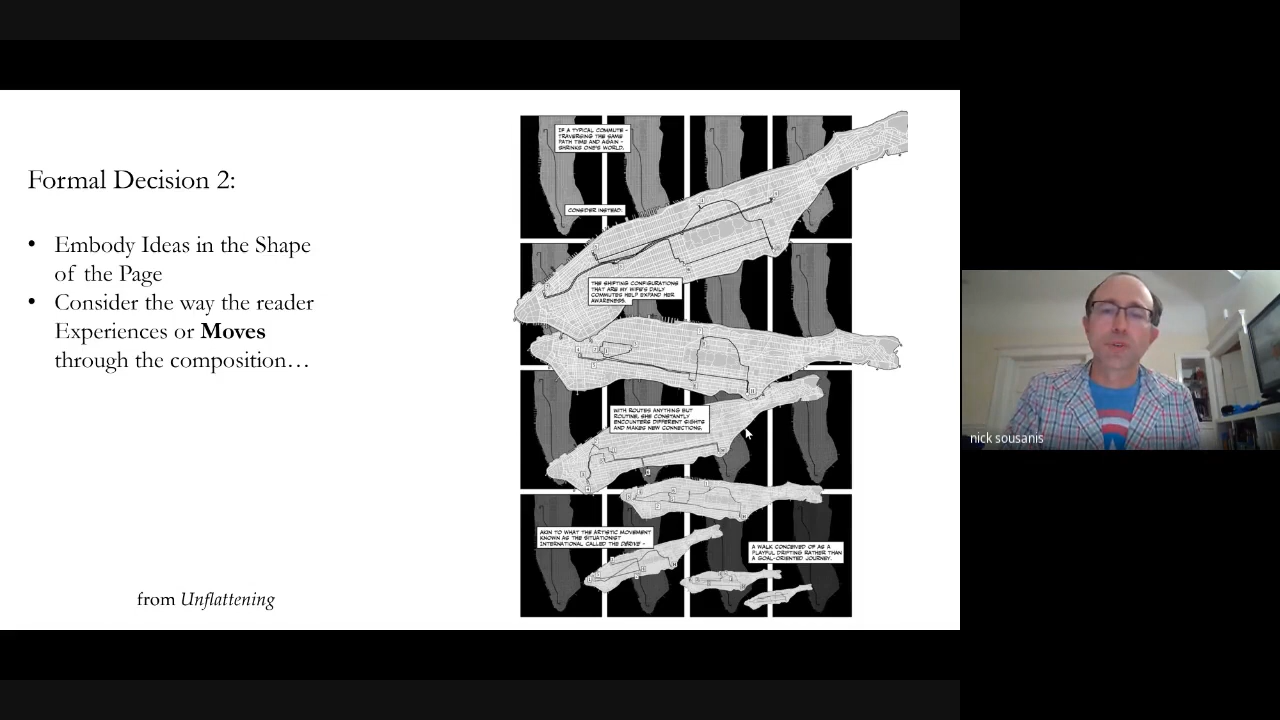 Formal Decision 2:
• Embody Ideas in the Shape
of the Page
• Consider the way the reader
Experiences or Moves
through the composition…
from Unflattening
IF A TYPICAL COMMUTE -
TRAVERSING THE SAME
PATH TIME AND AGAIN -
SHRINKS ONE'S WORLD,
CONSIDER INSTEAD:
THE SHIFTING CONFIGURATIONS
THAT ARE MY WIFE'S DAILY
COMMUTES HELP EXPAND HER
AWARENESS.
WITH ROUTES ANYTHING BUT
ROUTINE, SHE CONSTANTLY
ENCOUNTERS DIFFERENT SIGHTS
AND MAKES NEW CONNECTIONS,
AKIN TO WHAT THE ARTISTIC MOVEMENT
KNOWN AS THE SITUATIONIST
INTERNATIONAL CALLED THE DÉRIVE -
A WALK CONCEIVED OF AS A
PLAYFUL DRIFTING RATHER THAN
A GOAL-ORIENTED JOURNEY.
nick sousanis